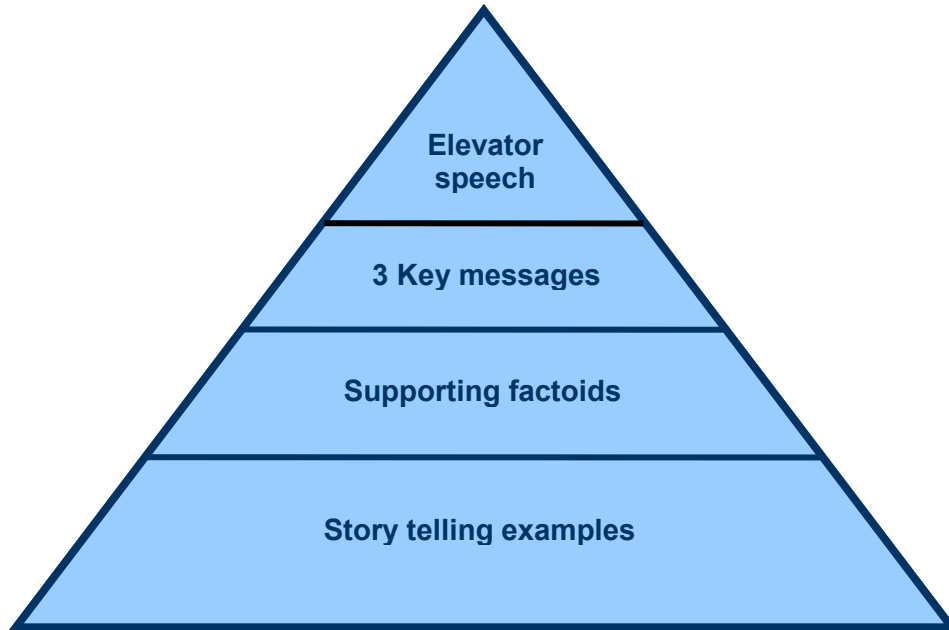 Elevator
speech
3 Key messages
Supporting factoids
Story telling examples